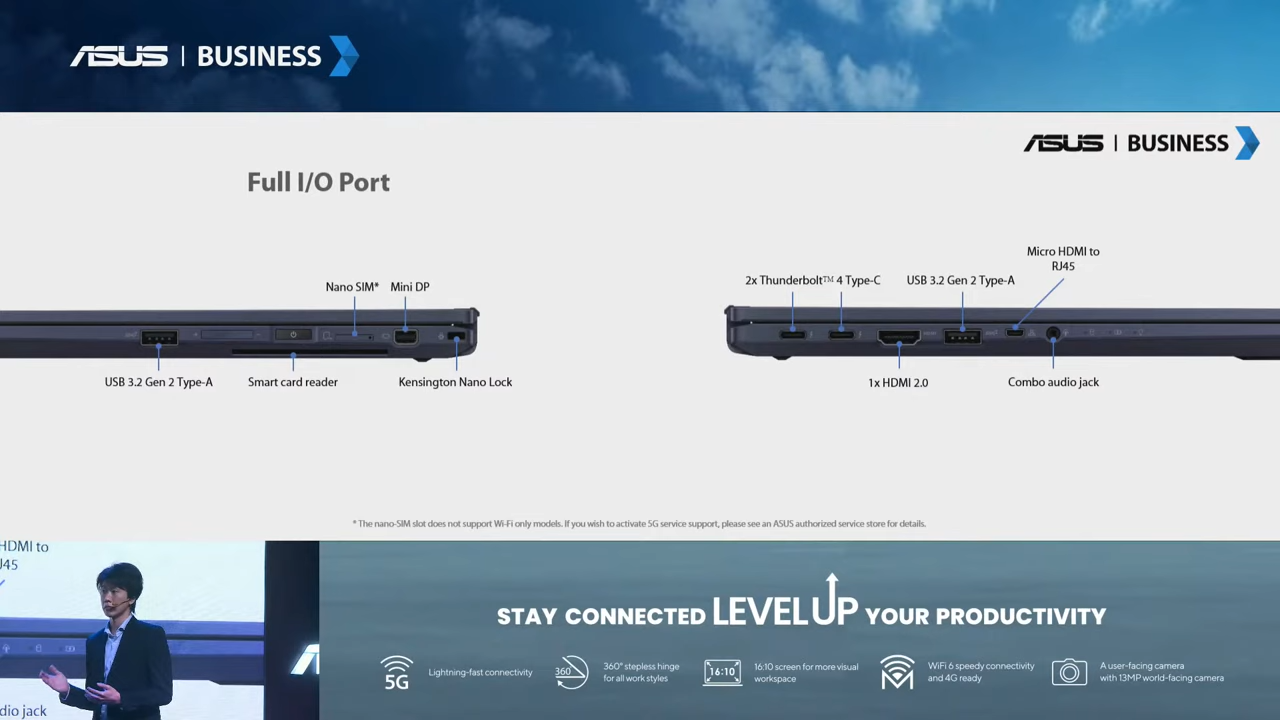 ASUS | BUSINESS
ASUS | BUSINESS
Full I/O Port
Nano SIM*
Mini DP
USB 3.2 Gen 2 Type-A
Smart card reader
Kensington Nano Lock
2x Thunderbolt™ 4 Type-C
USB 3.2 Gen 2 Type-A
Micro HDMI to
RJ45
1x HDMI 2.0
Combo audio jack
* The nano-SIM slot does not support Wi-Fi only models. If you wish to activate 5G service support, please see an ASUS authorized service store for details.
HDMI to
J45
dio jack
STAY CONNECTED LEVEL UP YOUR PRODUCTIVITY
5G
Lightning-fast connectivity
360°
360° stepless hinge
for all work styles
16:10
16:10 screen for more visual
workspace
WiFi 6 speedy connectivity
and 4G ready
A user-facing camera
with 13MP world-facing camera